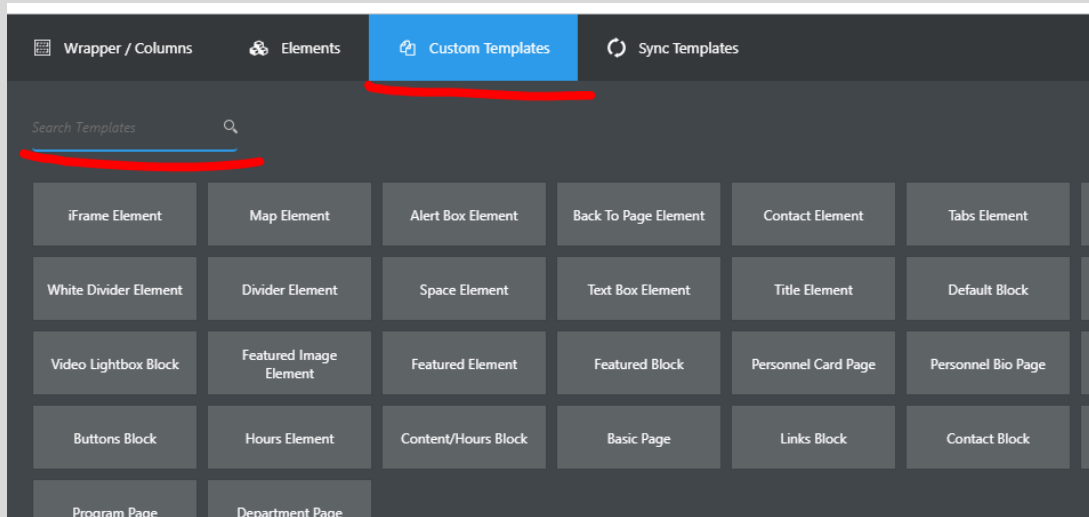 Wrapper / Columns
Elements
Custom Templates
Sync Templates
Search Templates
iFrame Element
Map Element
Alert Box Element
Back To Page Element
Contact Element
Tabs Element
White Divider Element
Divider Element
Space Element
Text Box Element
Title Element
Default Block
Video Lightbox Block
Featured Image
Element
Featured Element
Featured Block
Personnel Card Page
Personnel Bio Page
Buttons Block
Hours Element
Content/Hours Block
Basic Page
Links Block
Contact Block
Program Page
Department Page